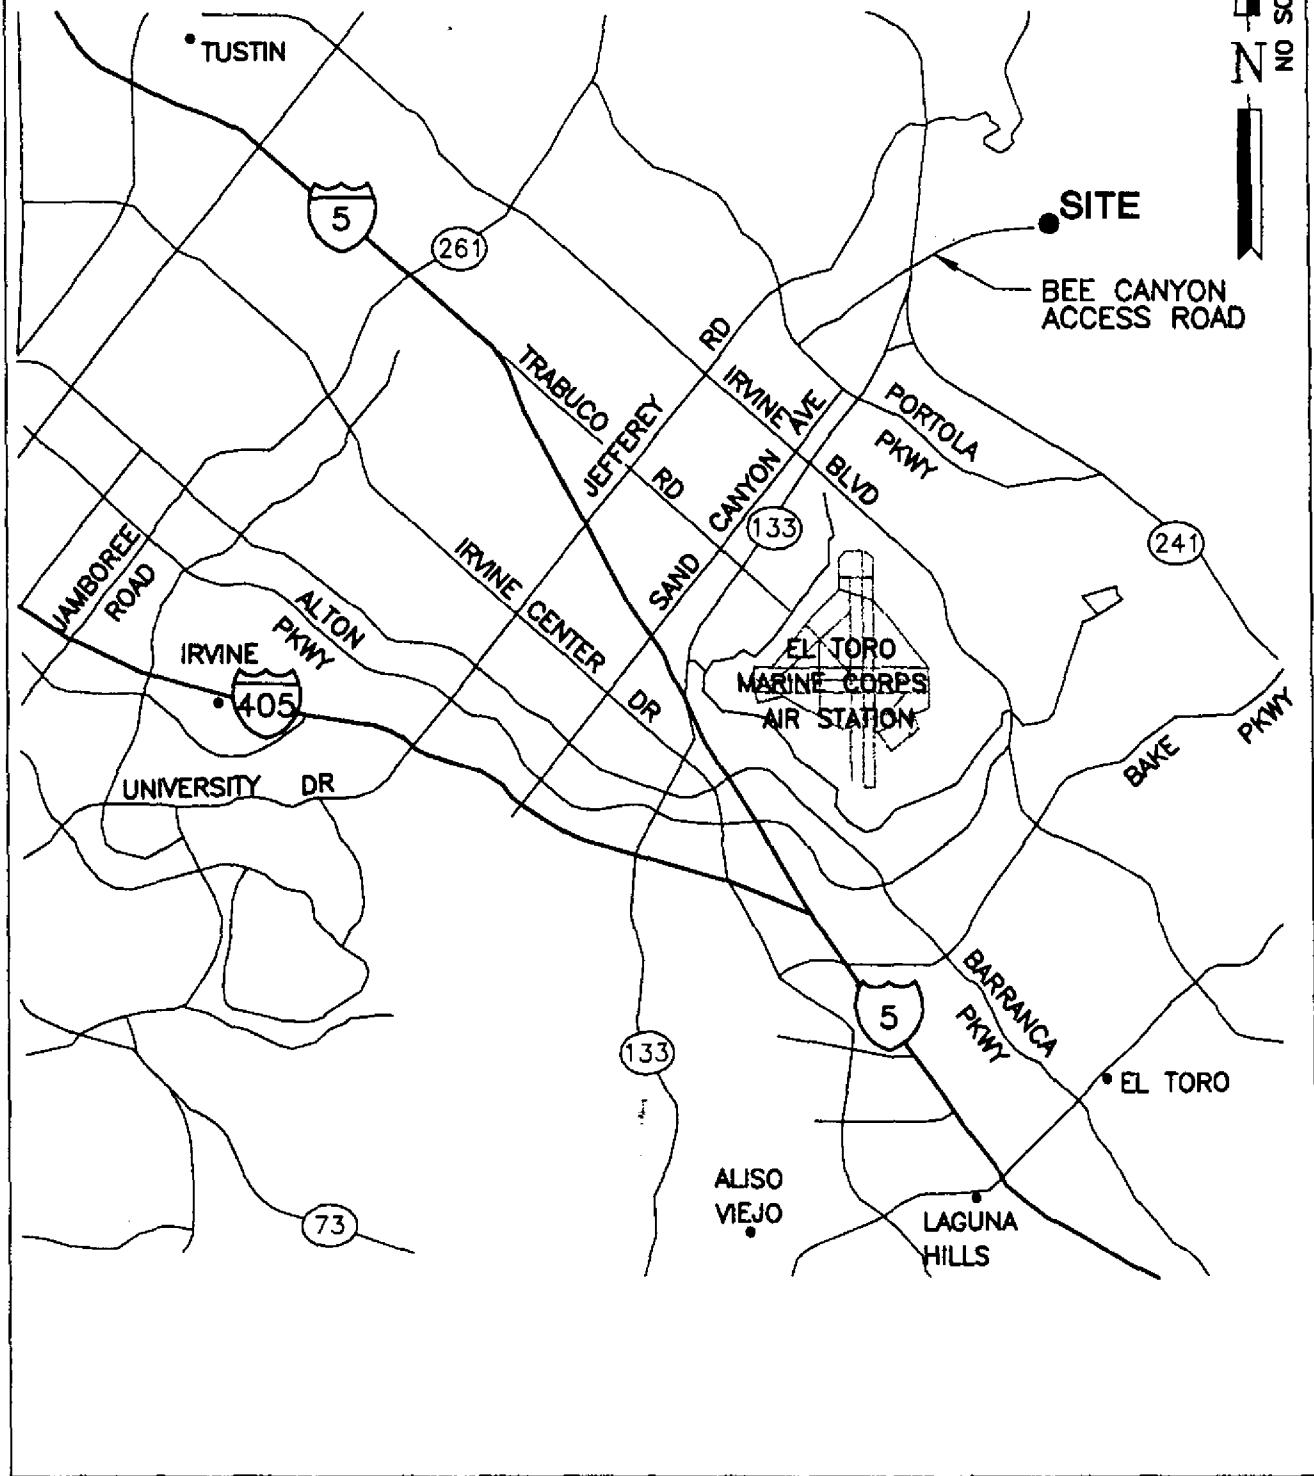 TUSTIN
N
NO SC
5
261
SITE
BEE CANYON
ACCESS ROAD
TRABUCO
RD
JEFFEREY
RD
IRVINE
BLVD
SAND CANYON AVE
PORTOLA
PKWY
133
241
JAMBOREE
ROAD
ALTON
PKWY
IRVINE CENTER
DR
IRVINE
405
EL TORO
MARINE CORPS
AIR STATION
UNIVERSITY DR
BAKE PKWY
BARRANCA
PKWY
5
133
EL TORO
ALISO
VIEJO
LAGUNA
HILLS
73